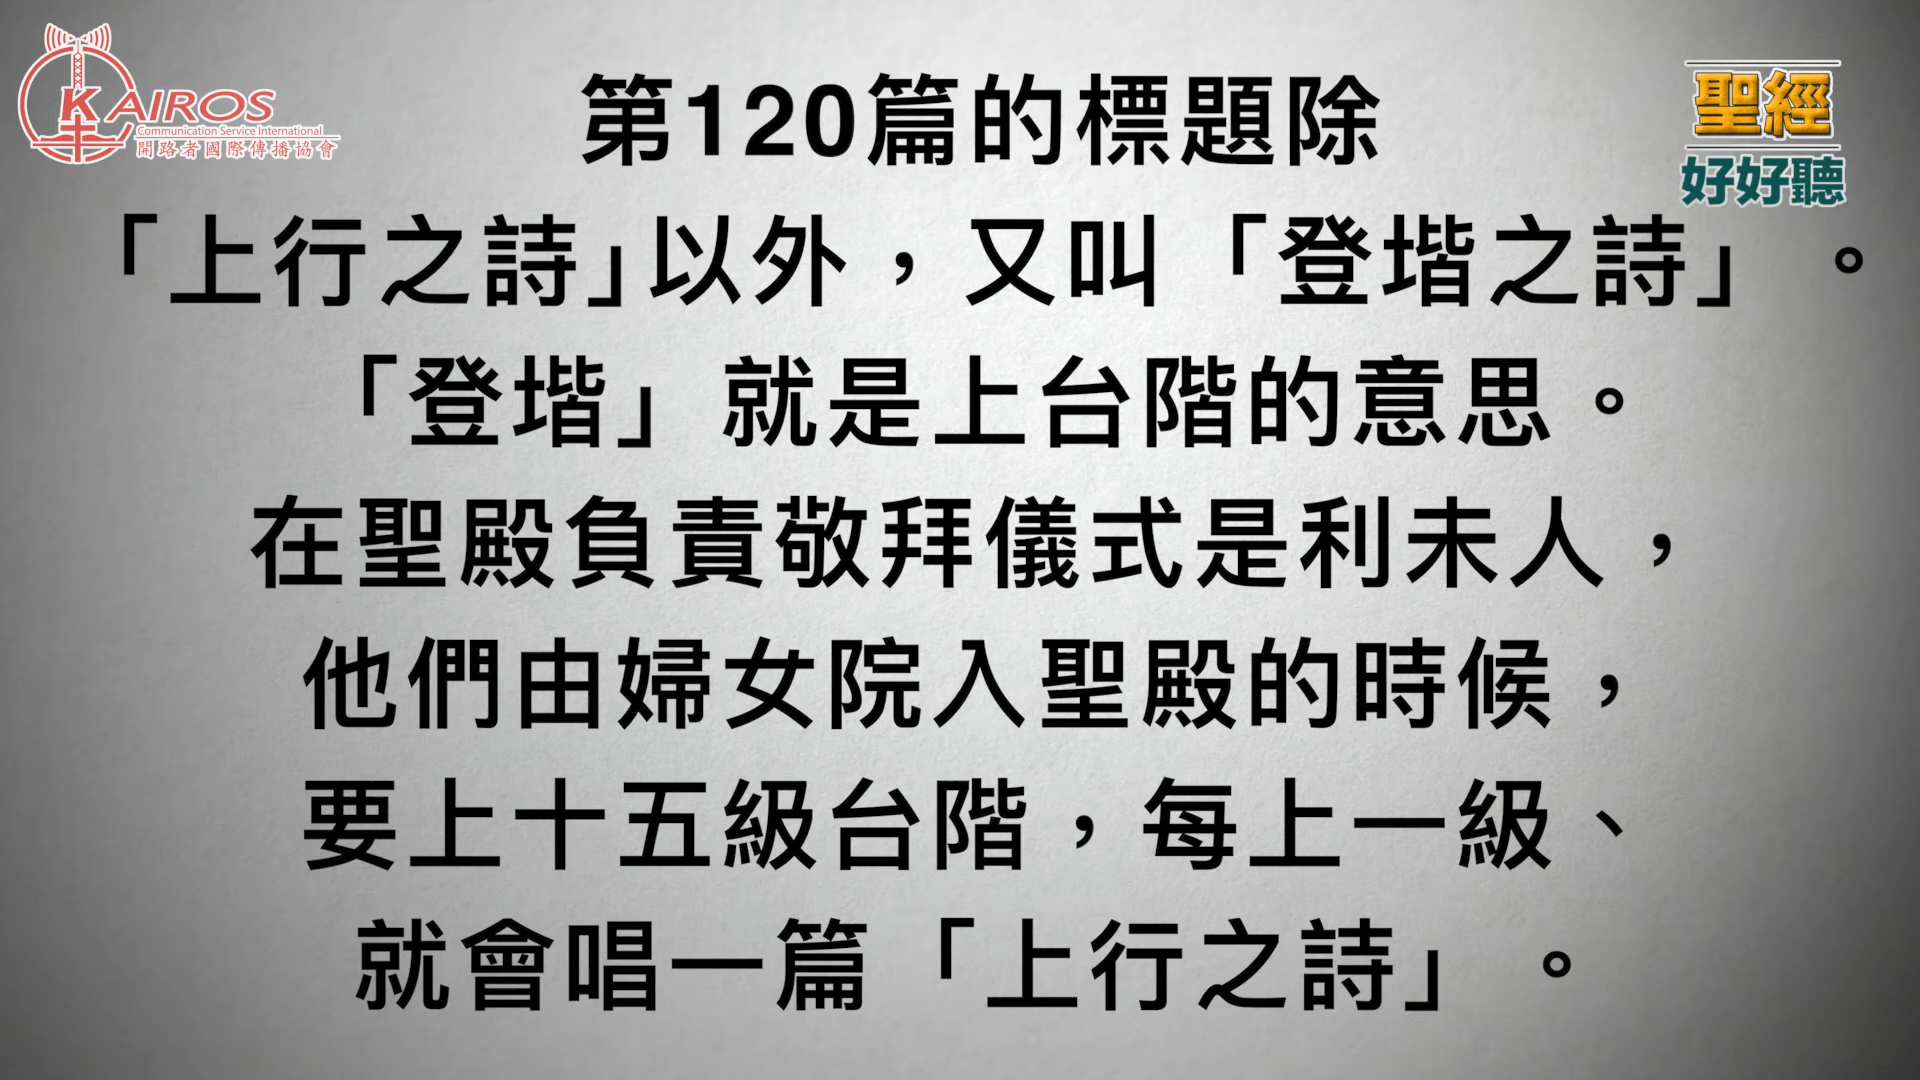 KAIROS
Communication Service International
開路者國際傳播協會
聖經
好好聽
第120篇的標題除
「上行之詩」以外，又叫「登堦之詩」。
「登堦」就是上台階的意思。
在聖殿負責敬拜儀式是利未人，
他們由婦女院入聖殿的時候，
要上十五級台階，每上一級、
就會唱一篇「上行之詩」。